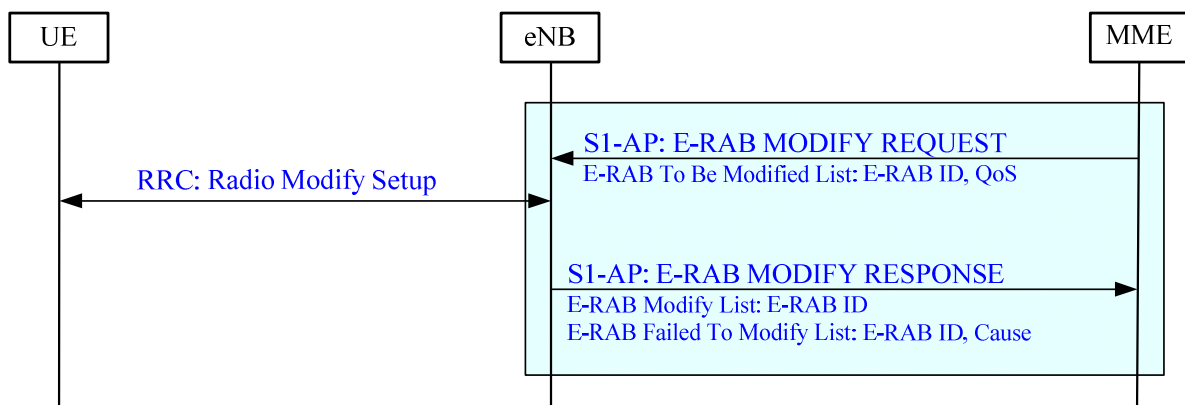 UE
eNB
MME
S1-AP: E-RAB MODIFY REQUEST
E-RAB To Be Modified List: E-RAB ID, QoS
RRC: Radio Modify Setup
S1-AP: E-RAB MODIFY RESPONSE
E-RAB Modify List: E-RAB ID
E-RAB Failed To Modify List: E-RAB ID, Cause